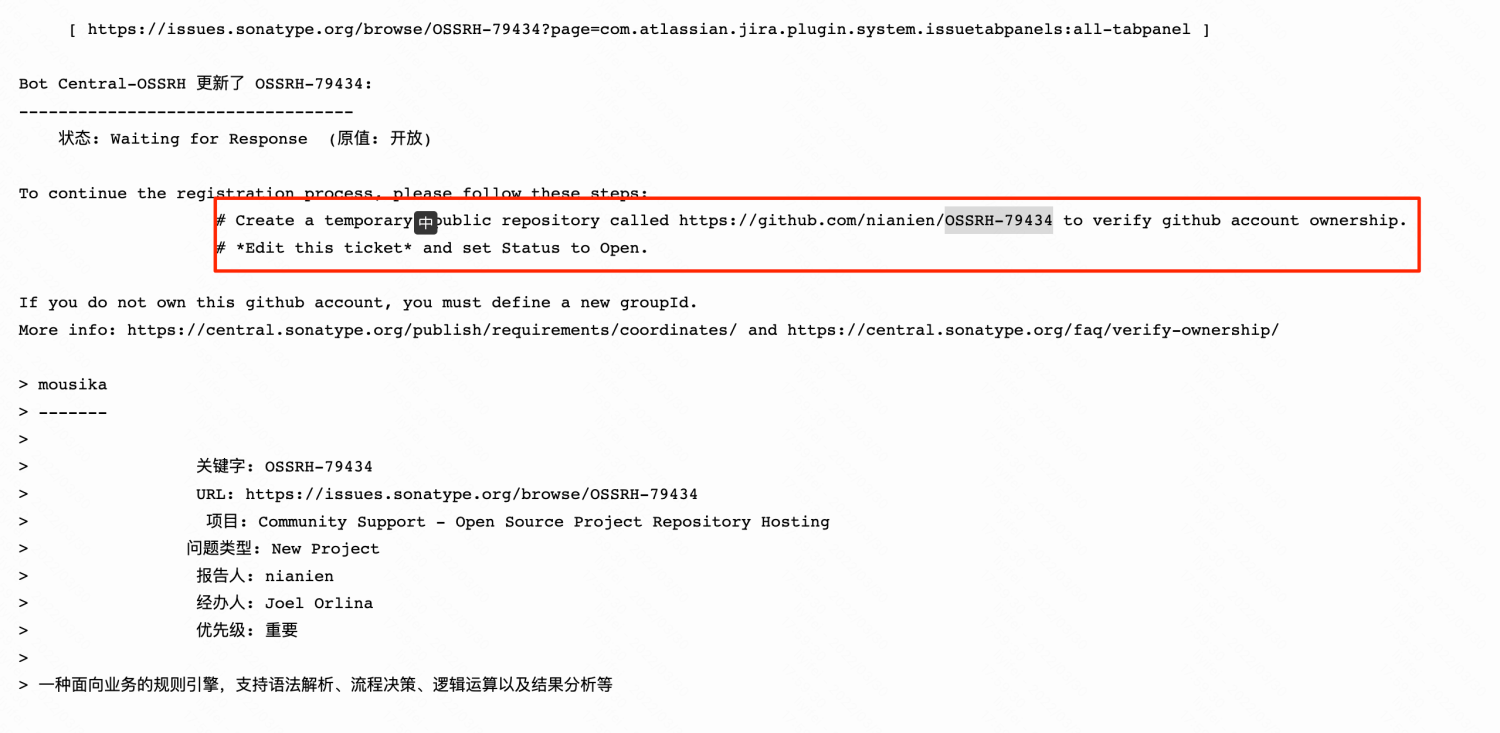 [ https://issues.sonatype.org/browse/OSSRH-79434?page=com.atlassian.jira.plugin.system.issuetabpanels:all-tabpanel ]
Bot Central-OSSRH 更新了 OSSRH-79434:
----------------------------------
状态: Waiting for Response (原值: 开放)
To continue the registration process, please follow these steps:
# Create a temporary 中 public repository called https://github.com/nianien/OSSRH-79434 to verify github account ownership.
# *Edit this ticket* and set Status to Open.
If you do not own this github account, you must define a new groupId.
More info: https://central.sonatype.org/publish/requirements/coordinates/ and https://central.sonatype.org/faq/verify-ownership/
> mousika
> -------
>
> 关键字: OSSRH-79434
> URL: https://issues.sonatype.org/browse/OSSRH-79434
> 项目: Community Support - Open Source Project Repository Hosting
> 问题类型: New Project
> 报告人: nianien
> 经办人: Joel Orlina
> 优先级: 重要
>
> 一种面向业务的规则引擎，支持语法解析、流程决策、逻辑运算以及结果分析等